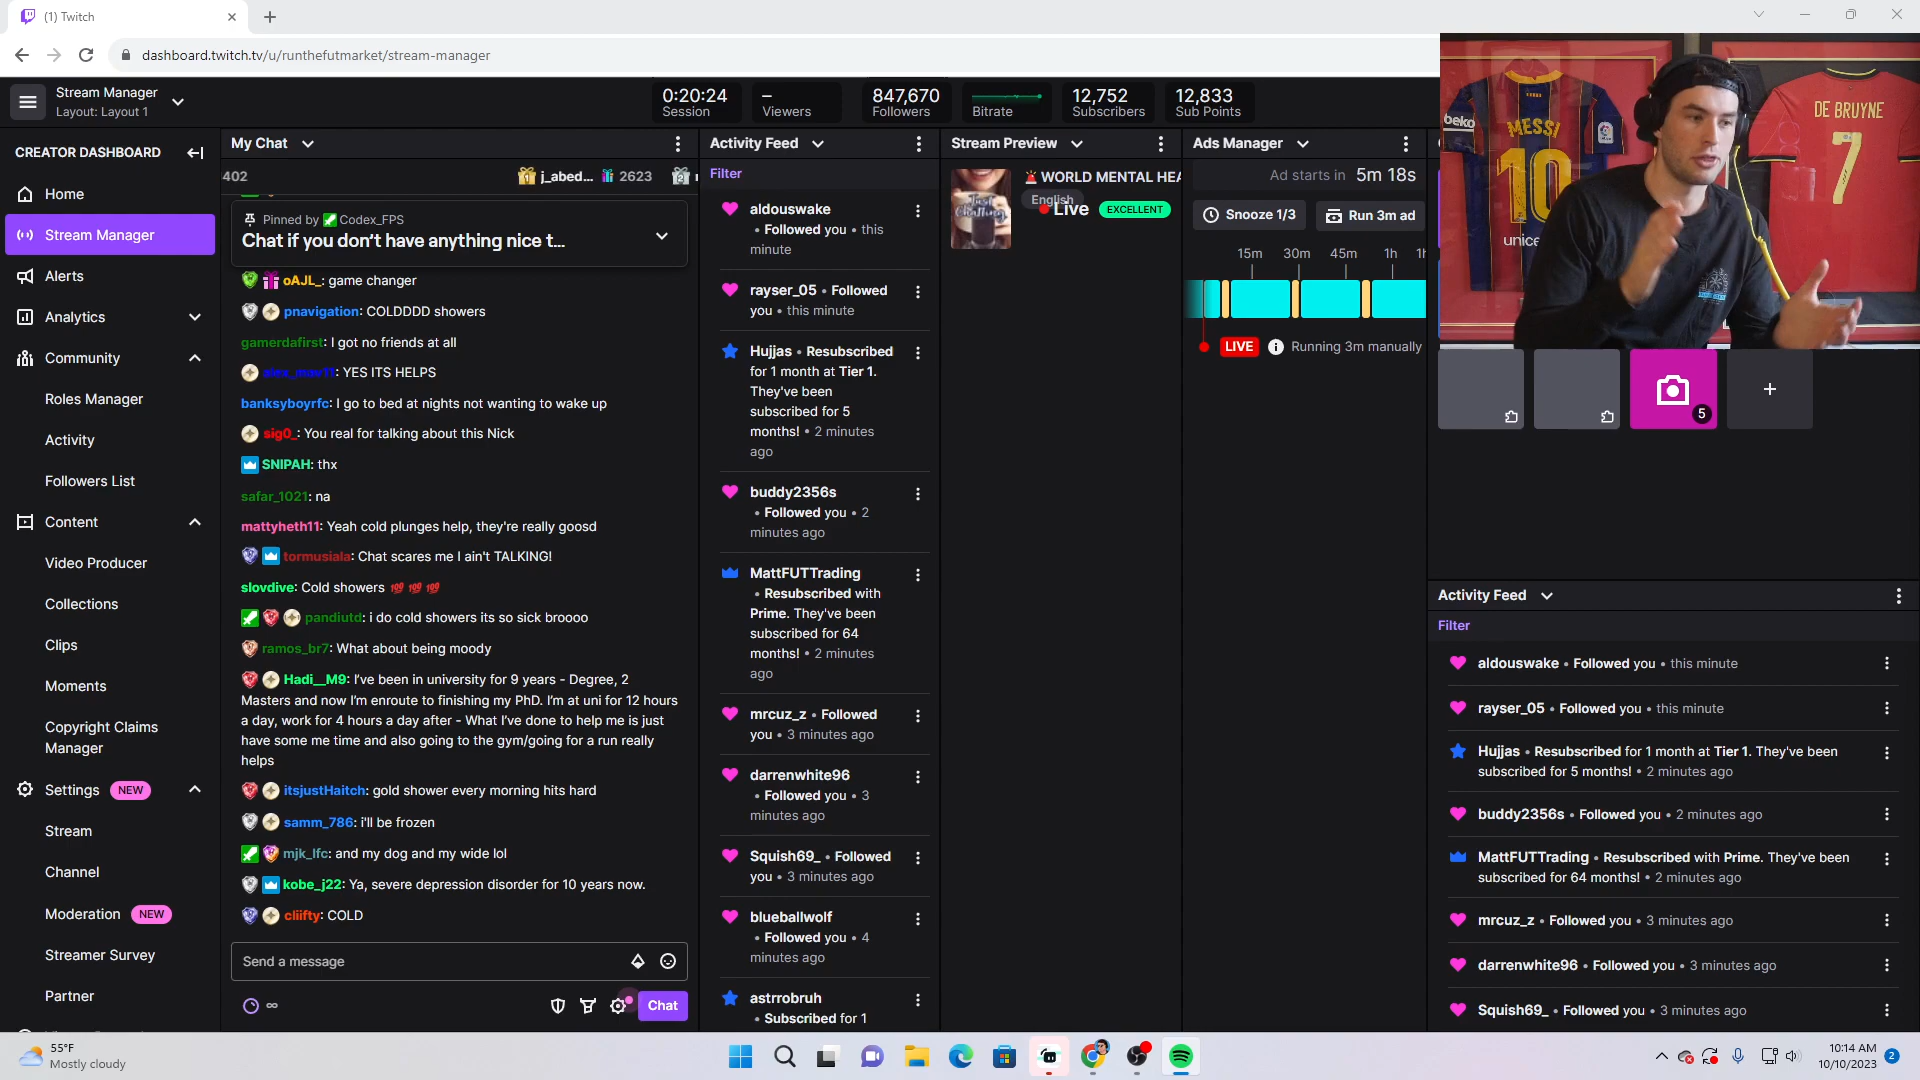 (1) Twitch
dashboard.twitch.tv/u/runthefutmarket/stream-manager
Stream Manager
Layout: Layout 1
0:20:24
Session
–
Viewers
847,670
Followers
Bitrate
12,752
Subscribers
12,833
Sub Points
CREATOR DASHBOARD
Home
Stream Manager
Alerts
Analytics
Community
Roles Manager
Activity
Followers List
Content
Video Producer
Collections
Clips
Moments
Copyright Claims
Manager
Settings NEW
Stream
Channel
Moderation NEW
Streamer Survey
Partner
My Chat
402
j_abed... 2623
Pinned by Codex_FPS
Chat if you don't have anything nice t...
oAJL_: game changer
pnavigation: COLDDDD showers
gamerdafirst: I got no friends at all
: YES ITS HELPS
banksyboyrfc: I go to bed at nights not wanting to wake up
sig0_: You real for talking about this Nick
SNIPAH: thx
safar_1021: na
mattyheth11: Yeah cold plunges help, they're really goosd
tormusiala: Chat scares me I ain't TALKING!
slovdive: Cold showers 💯 💯 💯
pandiutd: i do cold showers its so sick broooo
ramos_br7: What about being moody
Hadi__M9: I've been in university for 9 years - Degree, 2
Masters and now I'm enroute to finishing my PhD. I'm at uni for 12 hours
a day, work for 4 hours a day after - What I've done to help me is just
have some me time and also going to the gym/going for a run really
helps
itsjustHaitch: gold shower every morning hits hard
samm_786: i'll be frozen
mjk_lfc: and my dog and my wide lol
kobe_j22: Ya, severe depression disorder for 10 years now.
cliifty: COLD
Send a message
∞
Chat
Activity Feed
Filter
aldouswake
• Followed you • this
minute
rayser_05 • Followed
you • this minute
Hujjas • Resubscribed
for 1 month at Tier 1.
They've been
subscribed for 5
months! • 2 minutes
ago
buddy2356s
• Followed you • 2
minutes ago
MattFUTTrading
• Resubscribed with
Prime. They've been
subscribed for 64
months! • 2 minutes
ago
mrcuz_z • Followed
you • 3 minutes ago
darrenwhite96
• Followed you • 3
minutes ago
Squish69_ • Followed
you • 3 minutes ago
blueballwolf
• Followed you • 4
minutes ago
astrrobruh
• Subscribed for 1
Stream Preview
Just Chatting
🚨WORLD MENTAL HEA
English
Live EXCELLENT
Ads Manager
Ad starts in 5m 18s
Snooze 1/3
Run 3m ad
15m 30m 45m 1h
LIVE Running 3m manually
beko
MESSI
10
unice
DE BRUYNE
7
5
+
Activity Feed
Filter
aldouswake • Followed you • this minute
rayser_05 • Followed you • this minute
Hujjas • Resubscribed for 1 month at Tier 1. They've been
subscribed for 5 months! • 2 minutes ago
buddy2356s • Followed you • 2 minutes ago
MattFUTTrading • Resubscribed with Prime. They've been
subscribed for 64 months! • 2 minutes ago
mrcuz_z • Followed you • 3 minutes ago
darrenwhite96 • Followed you • 3 minutes ago
Squish69_ • Followed you • 3 minutes ago
55°F
Mostly cloudy
10:14 AM
10/10/2023
2